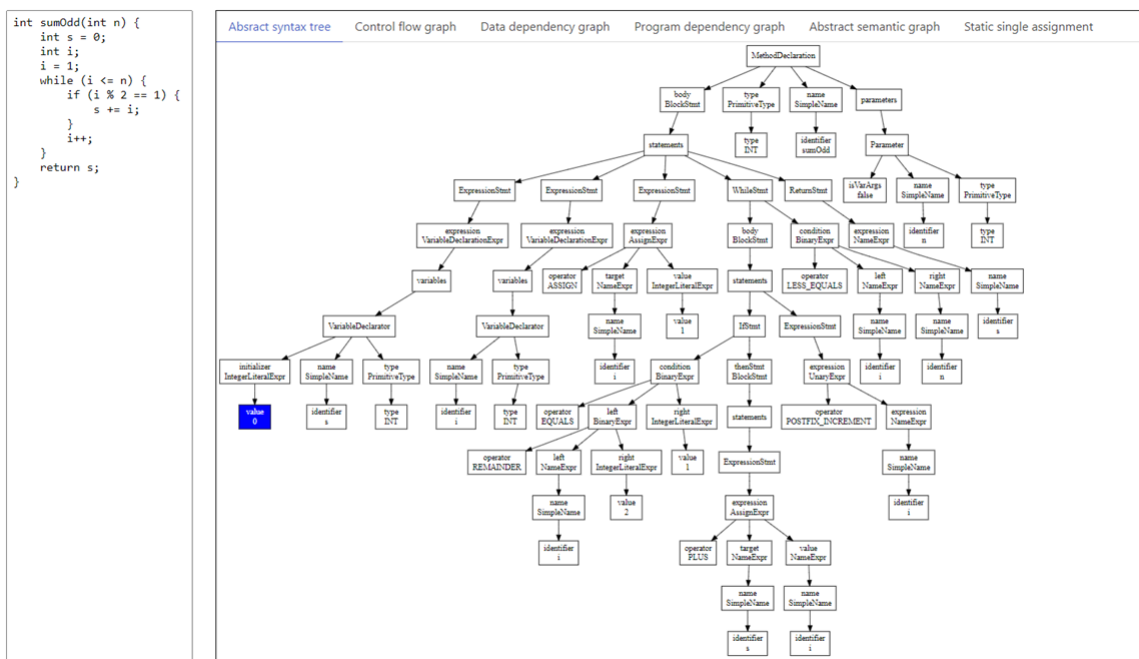 int sumOdd(int n) {
    int s = 0;
    int i;
    i = 1;
    while (i <= n) {
        if (i % 2 == 1) {
            s += i;
        }
        i++;
    }
    return s;
}
Absract syntax tree
Control flow graph
Data dependency graph
Program dependency graph
Abstract semantic graph
Static single assignment
MethodDeclaration
body
BlockStmt
type
PrimitiveType
name
SimpleName
parameters
statements
type
INT
identifier
sumOdd
Parameter
ExpressionStmt
ExpressionStmt
ExpressionStmt
WhileStmt
ReturnStmt
isVarArgs
false
name
SimpleName
type
PrimitiveType
expression
VariableDeclarationExpr
expression
VariableDeclarationExpr
expression
AssignExpr
body
BlockStmt
condition
BinaryExpr
expression
NameExpr
identifier
n
type
INT
variables
variables
operator
ASSIGN
target
NameExpr
value
IntegerLiteralExpr
statements
operator
LESS_EQUALS
left
NameExpr
right
NameExpr
name
SimpleName
VariableDeclarator
VariableDeclarator
name
SimpleName
value
1
IfStmt
ExpressionStmt
name
SimpleName
name
SimpleName
identifier
s
initializer
IntegerLiteralExpr
name
SimpleName
type
PrimitiveType
name
SimpleName
type
PrimitiveType
identifier
i
condition
BinaryExpr
thenStmt
BlockStmt
expression
UnaryExpr
identifier
i
identifier
n
value
0
identifier
s
type
INT
identifier
i
type
INT
operator
EQUALS
left
BinaryExpr
right
IntegerLiteralExpr
statements
operator
POSTFIX_INCREMENT
expression
NameExpr
operator
REMAINDER
left
NameExpr
right
IntegerLiteralExpr
value
1
ExpressionStmt
name
SimpleName
name
SimpleName
value
2
expression
AssignExpr
identifier
i
identifier
i
operator
PLUS
target
NameExpr
value
NameExpr
name
SimpleName
name
SimpleName
identifier
s
identifier
i